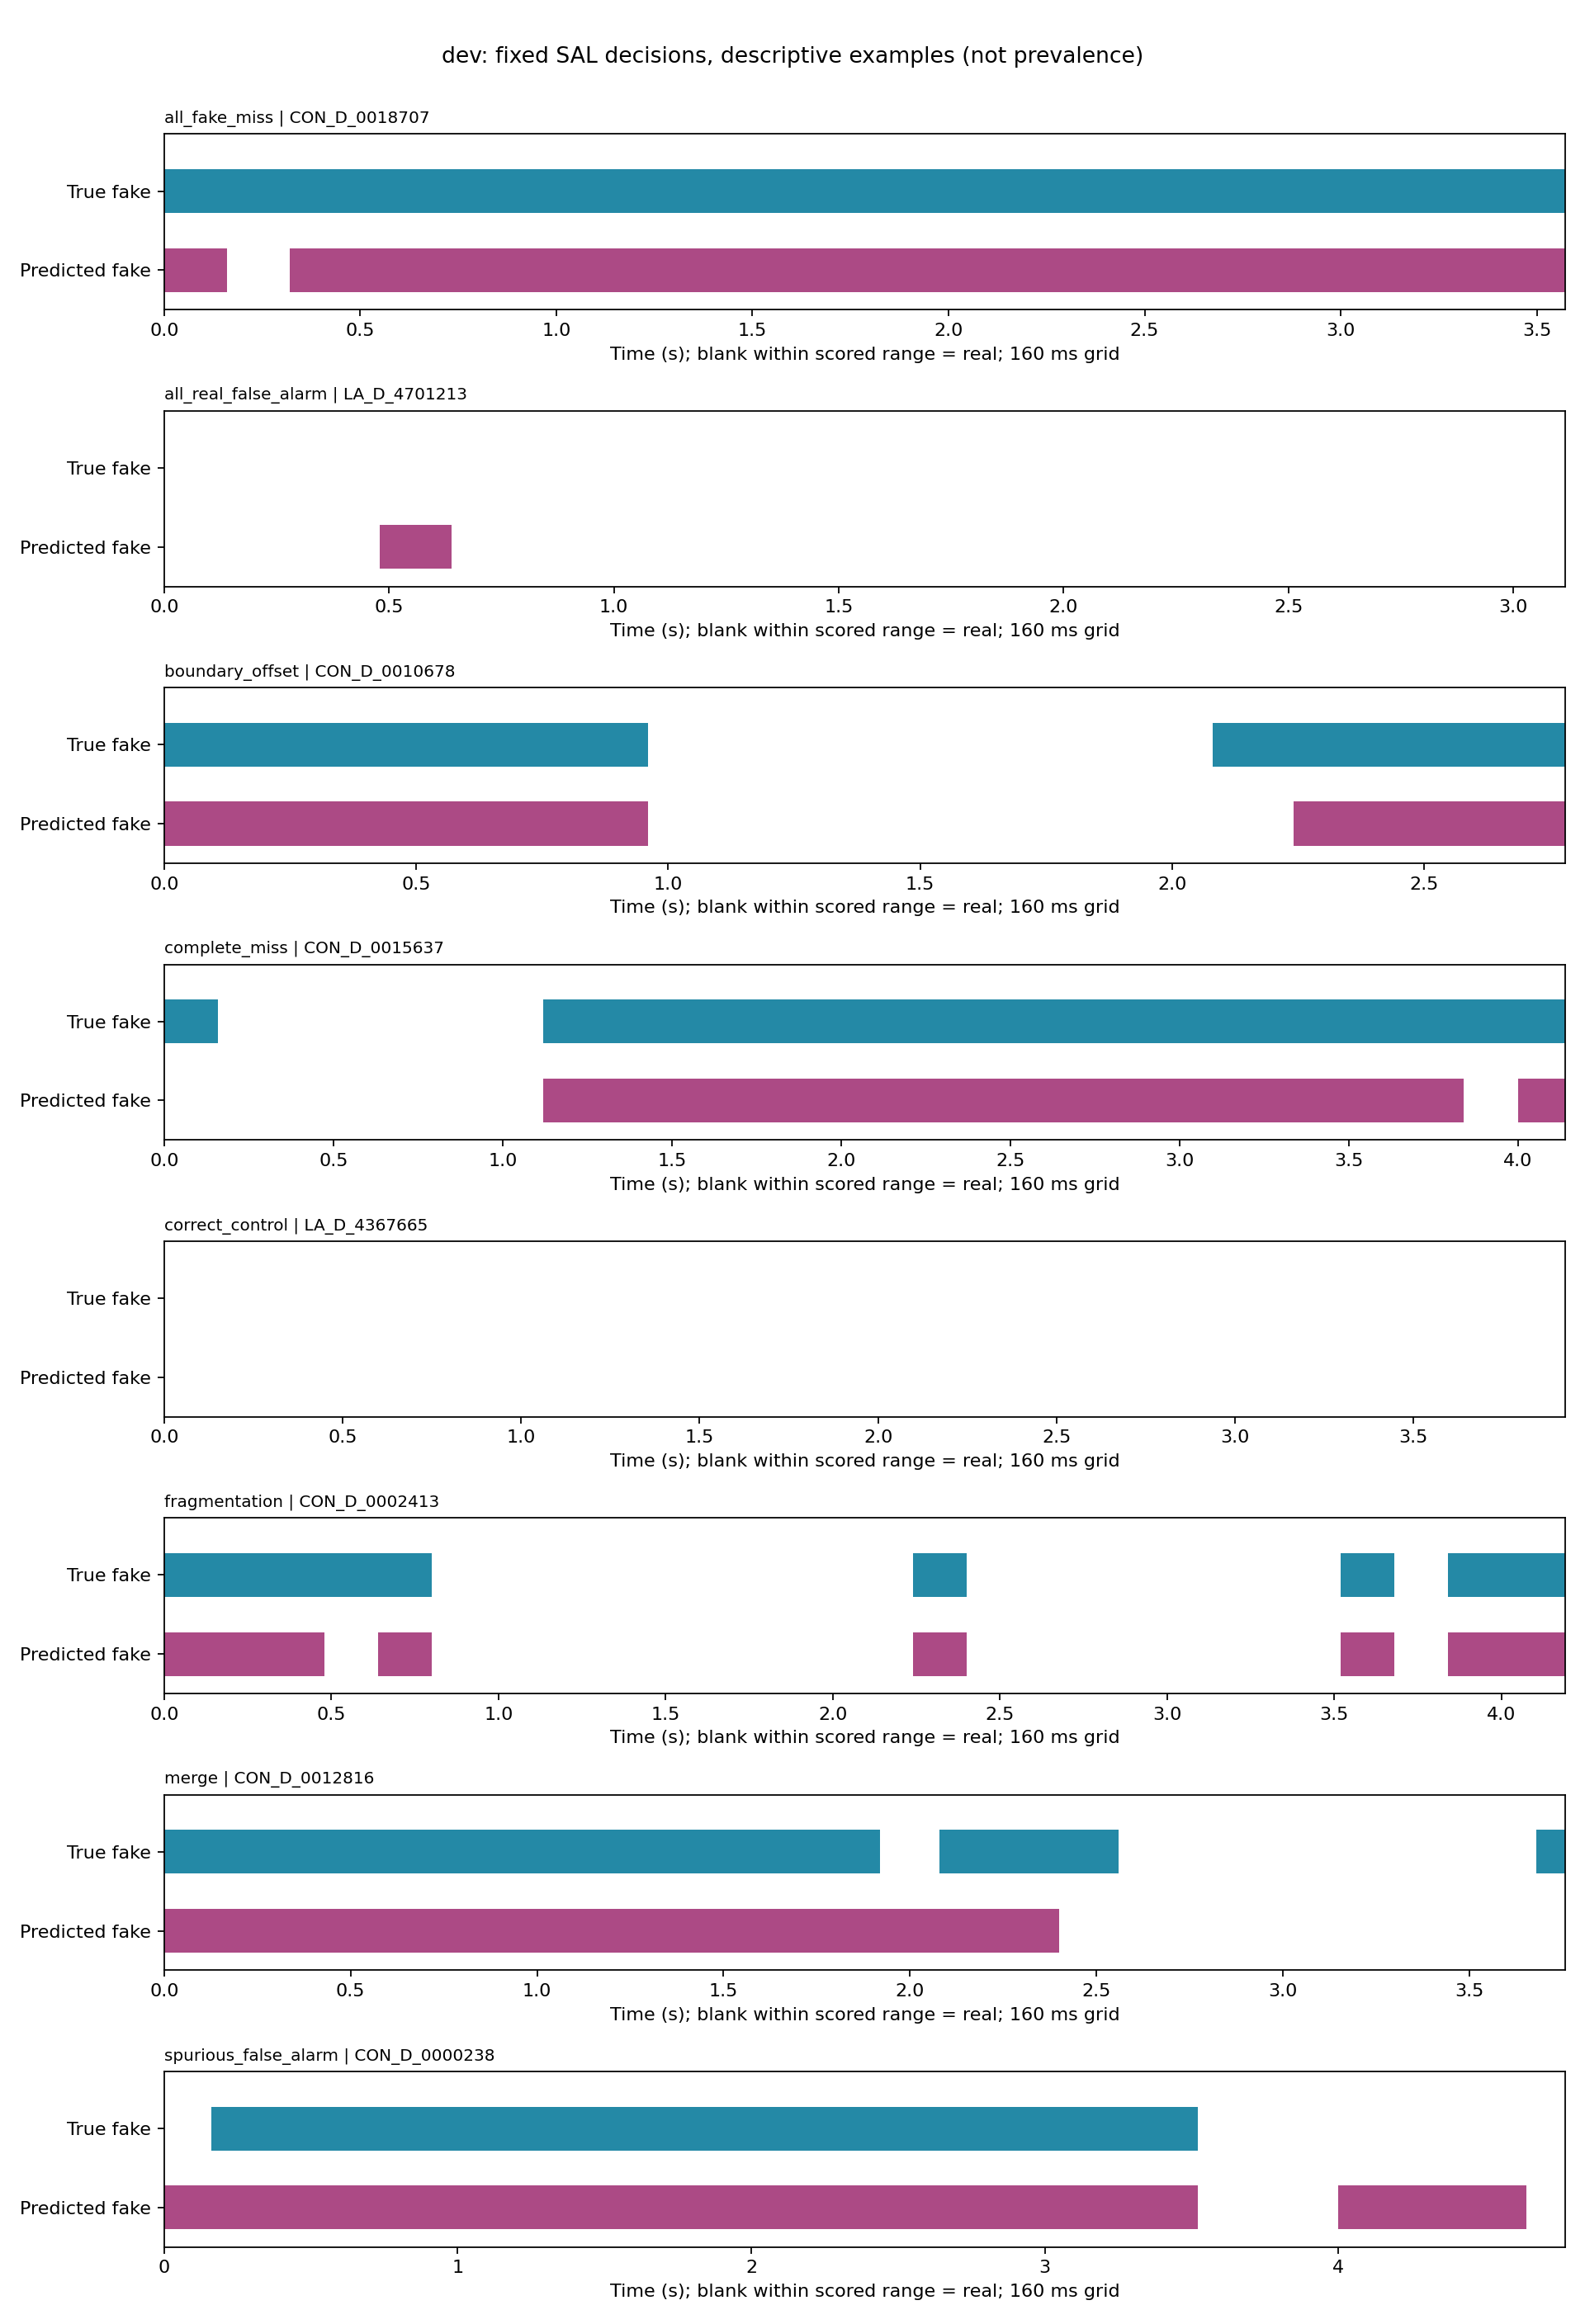 dev: fixed SAL decisions, descriptive examples (not prevalence)
all_fake_miss | CON_D_0018707
True fake
Predicted fake
0.0 0.5 1.0 1.5 2.0 2.5 3.0 3.5
Time (s); blank within scored range = real; 160 ms grid
all_real_false_alarm | LA_D_4701213
True fake
Predicted fake
0.0 0.5 1.0 1.5 2.0 2.5 3.0
Time (s); blank within scored range = real; 160 ms grid
boundary_offset | CON_D_0010678
True fake
Predicted fake
0.0 0.5 1.0 1.5 2.0 2.5
Time (s); blank within scored range = real; 160 ms grid
complete_miss | CON_D_0015637
True fake
Predicted fake
0.0 0.5 1.0 1.5 2.0 2.5 3.0 3.5 4.0
Time (s); blank within scored range = real; 160 ms grid
correct_control | LA_D_4367665
True fake
Predicted fake
0.0 0.5 1.0 1.5 2.0 2.5 3.0 3.5
Time (s); blank within scored range = real; 160 ms grid
fragmentation | CON_D_0002413
True fake
Predicted fake
0.0 0.5 1.0 1.5 2.0 2.5 3.0 3.5 4.0
Time (s); blank within scored range = real; 160 ms grid
merge | CON_D_0012816
True fake
Predicted fake
0.0 0.5 1.0 1.5 2.0 2.5 3.0 3.5
Time (s); blank within scored range = real; 160 ms grid
spurious_false_alarm | CON_D_0000238
True fake
Predicted fake
0 1 2 3 4
Time (s); blank within scored range = real; 160 ms grid